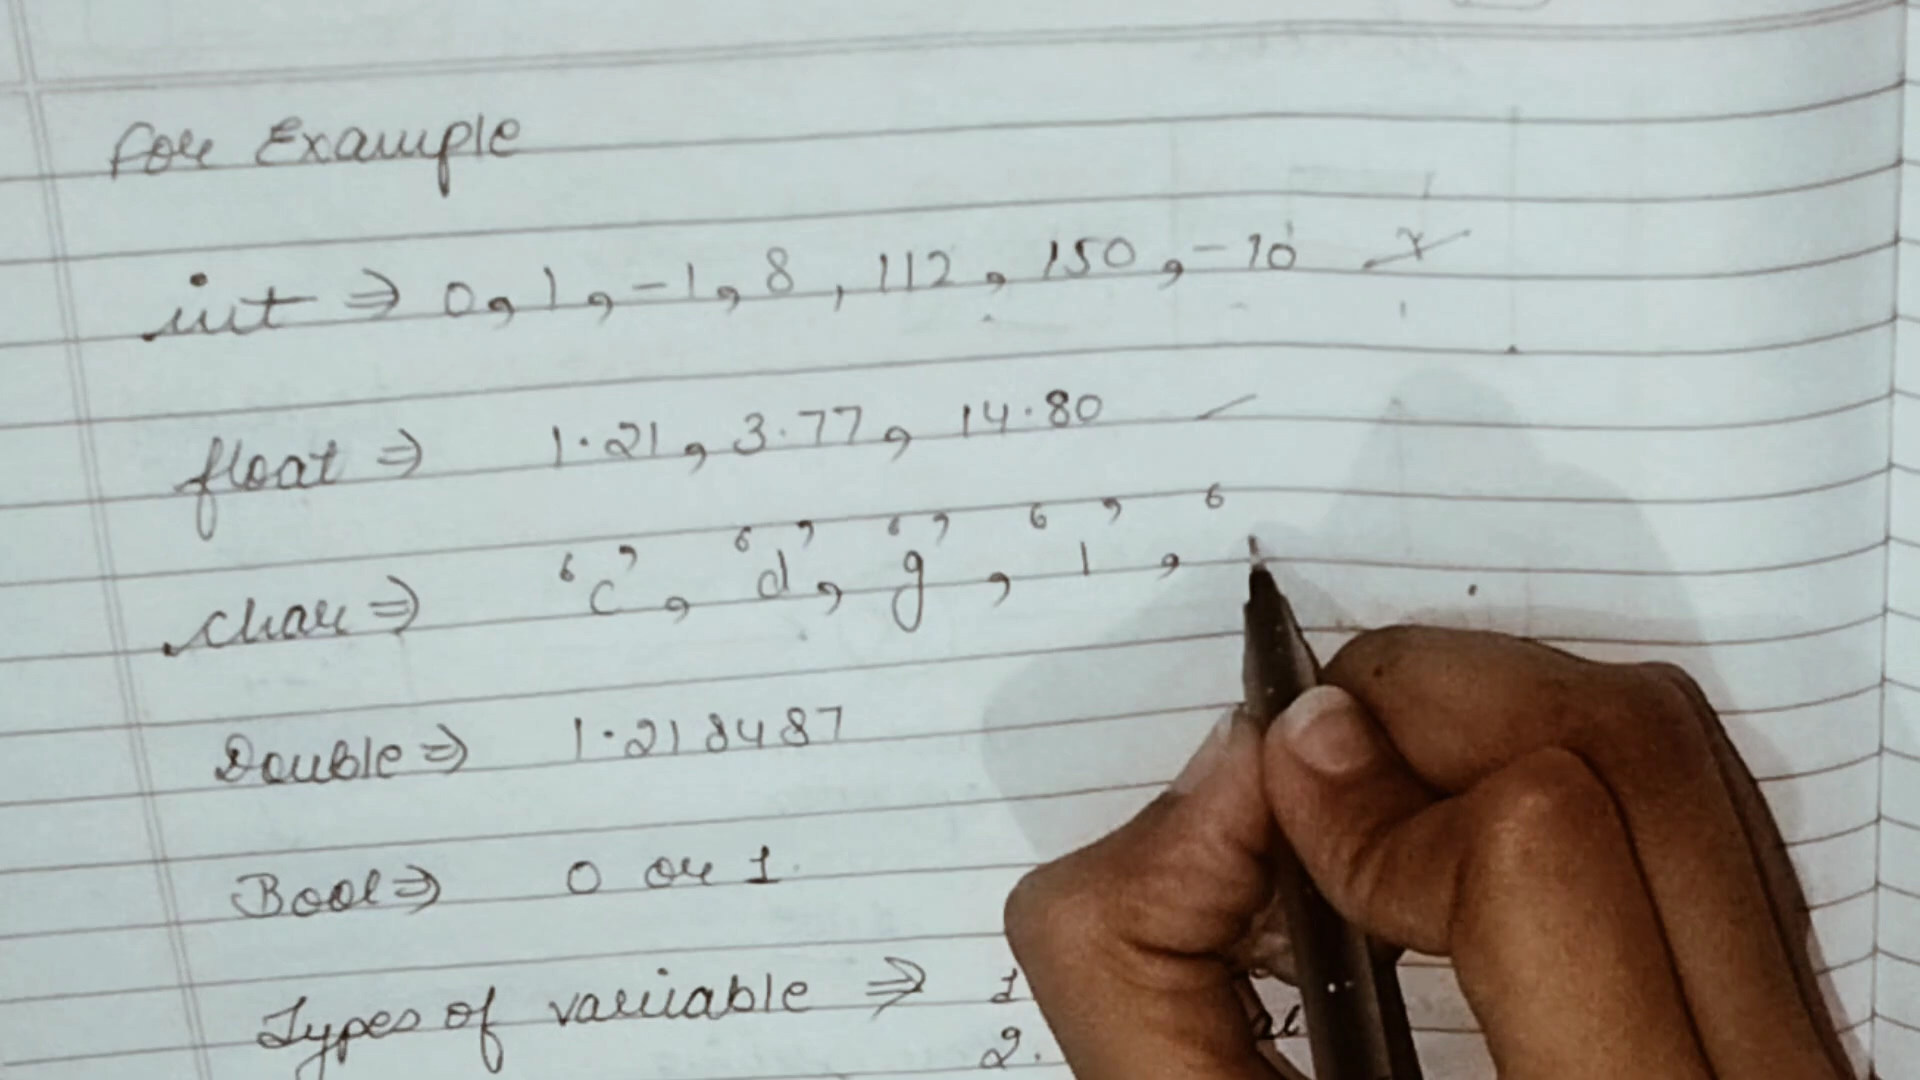 For Example
int ⇒ 0, 1, -1, 8, 112, 150, -10
float ⇒ 1.21, 3.77, 14.80
char ⇒ ‘c’, ‘d’, ‘g’, ‘1’, ‘
Double ⇒ 1.218487
Bool ⇒ 0 or 1.
Types of variable ⇒ 1
2.